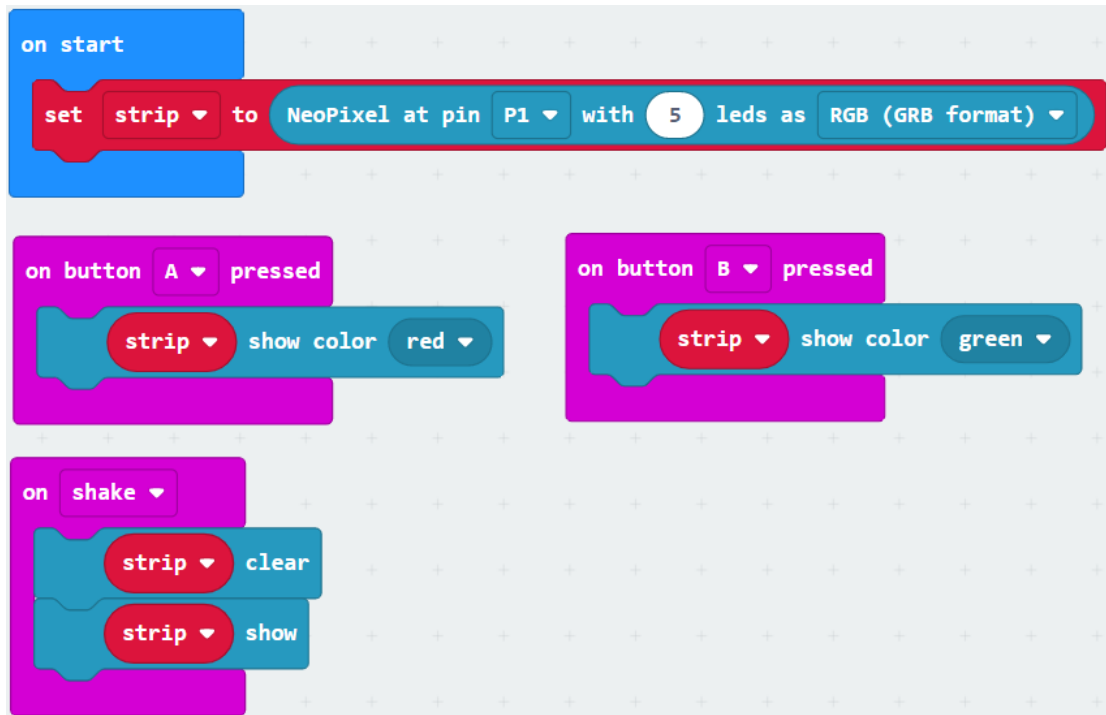 on start
set strip to NeoPixel at pin P1 with 5 leds as RGB (GRB format)
on button A pressed
strip show color red
on button B pressed
strip show color green
on shake
strip clear
strip show